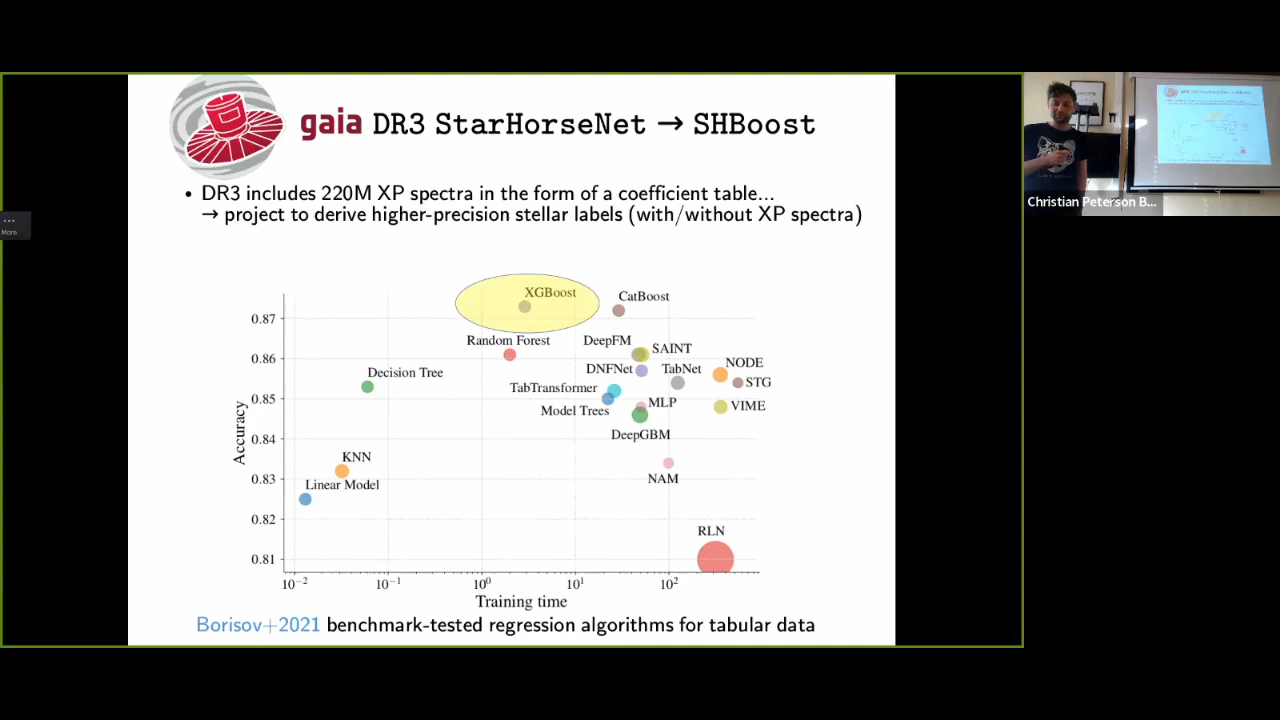 gaia DR3 StarHorseNet → SHBoost
• DR3 includes 220M XP spectra in the form of a coefficient table...
→ project to derive higher-precision stellar labels (with/without XP spectra)
XGBoost
CatBoost
0.87
Random Forest
DeepFM
SAINT
0.86
DNFNet
TabNet
NODE
Decision Tree
STG
TabTransformer
0.85
Model Trees
MLP
VIME
DeepGBM
0.84
KNN
0.83
NAM
Linear Model
0.82
RLN
0.81
Accuracy
10⁻²
10⁻¹
10⁰
10¹
10²
Training time
Borisov+2021 benchmark-tested regression algorithms for tabular data
More
Christian Peterson B...